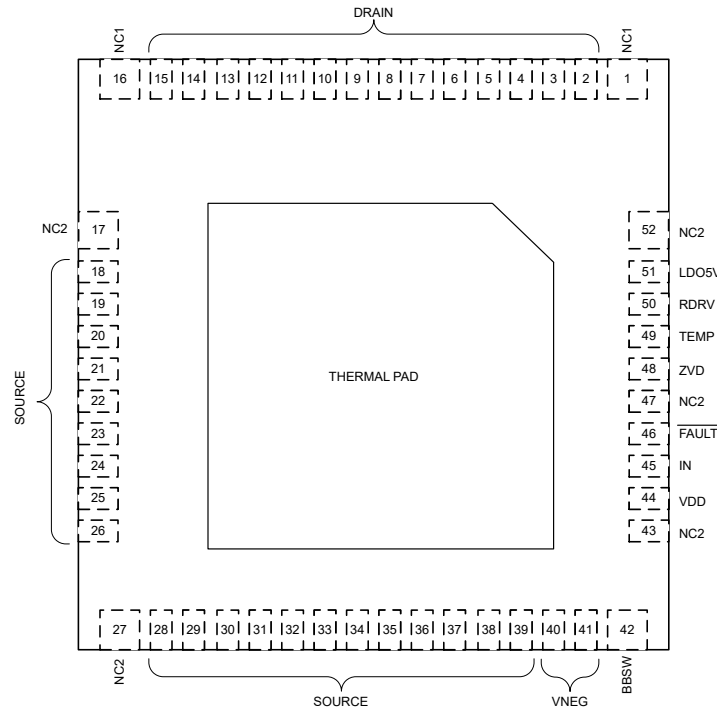 DRAIN
NC1 NC1
16 15 14 13 12 11 10 9 8 7 6 5 4 3 2 1
NC2 17 52 NC2
18 51 LDO5V
19 50 RDRV
20 49 TEMP
21 THERMAL PAD 48 ZVD
SOURCE
22 47 NC2
23 46 FAULT
24 45 IN
25 44 VDD
26 43 NC2
27 28 29 30 31 32 33 34 35 36 37 38 39 40 41 42
NC2 BBSW
SOURCE VNEG